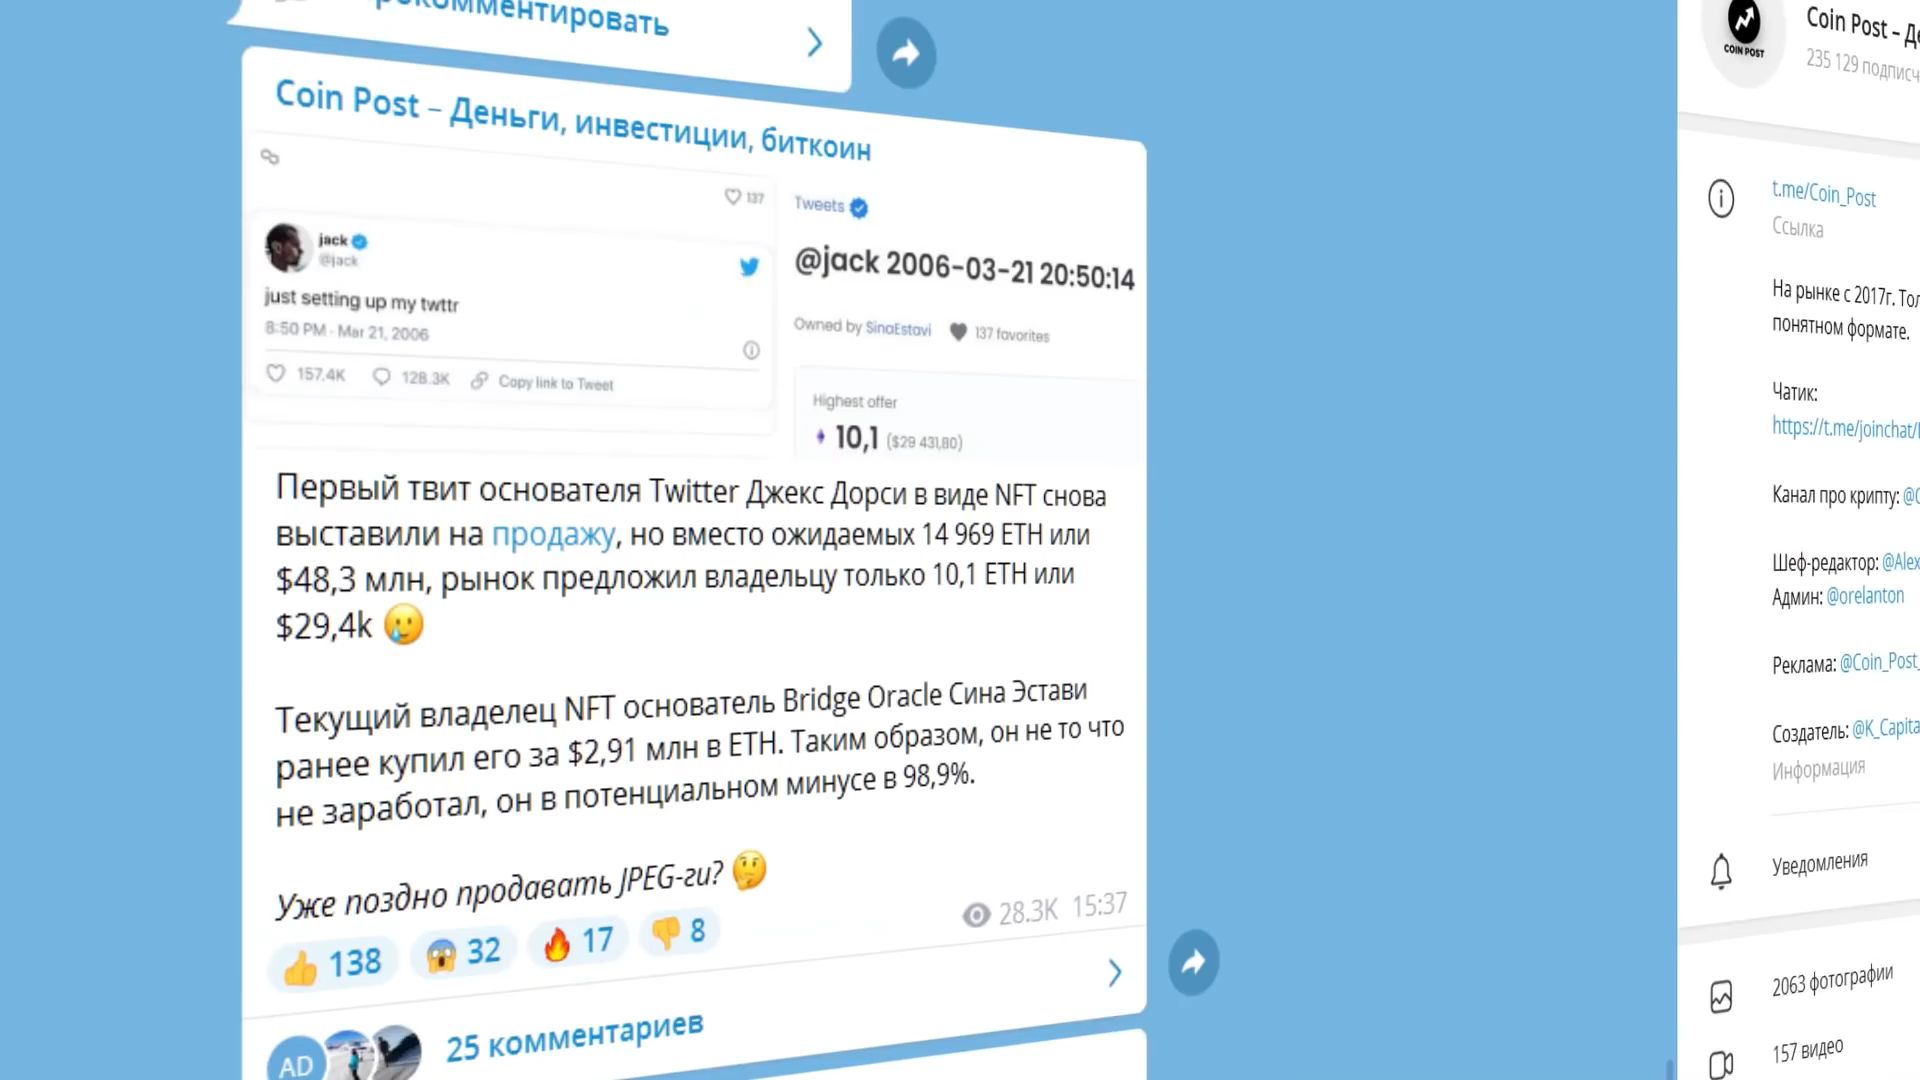 рокомментировать
Coin Post – Деньги, инвестиции, биткоин
137
jack
@jack
just setting up my twttr
8:50 PM · Mar 21, 2006
157.4K 128.3K Copy link to Tweet
Tweets
@jack 2006-03-21 20:50:14
Owned by SinaEstavi 137 favorites
Highest offer
10,1 ($29 431,80)
Первый твит основателя Twitter Джекс Дорси в виде NFT снова
выставили на продажу, но вместо ожидаемых 14 969 ETH или
$48,3 млн, рынок предложил владельцу только 10,1 ETH или
$29,4k
Текущий владелец NFT основатель Bridge Oracle Сина Эстави
ранее купил его за $2,91 млн в ETH. Таким образом, он не то что
не заработал, он в потенциальном минусе в 98,9%.
Уже поздно продавать JPEG-ги?
28.3K 15:37
138 32 17 8
AD
25 комментариев
COIN POST
Coin Post – Де
235 129 подписч
t.me/Coin_Post
Ссылка
На рынке с 2017г. Тол
понятном формате.
Чатик:
https://t.me/joinchat/
Канал про крипту: @
Шеф-редактор: @Alex
Админ: @orelanton
Реклама: @Coin_Post_
Создатель: @K_Capita
Информация
Уведомления
2063 фотографии
157 видео